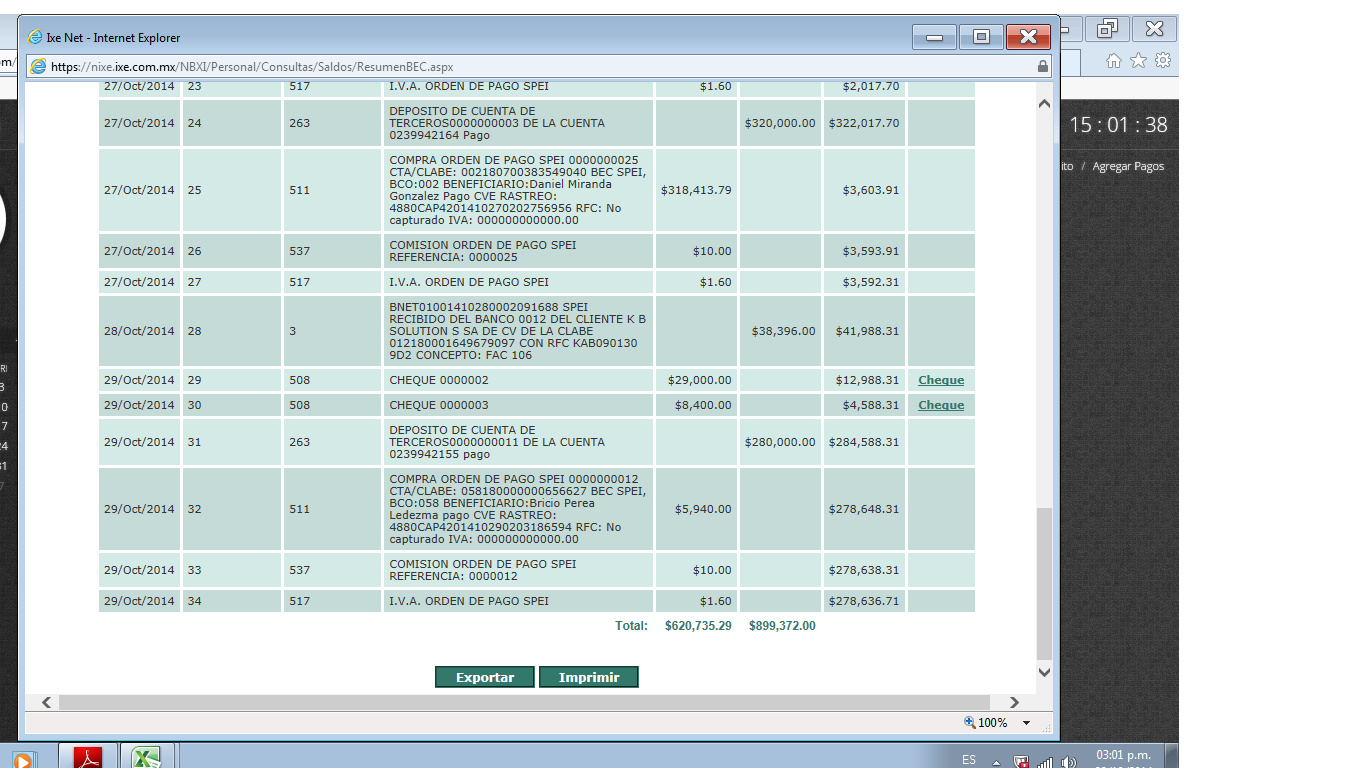 Ixe Net - Internet Explorer
https://nixe.ixe.com.mx/NBXI/Personal/Consultas/Saldos/ResumenBEC.aspx
om/
15 : 01 : 38
ito / Agregar Pagos
27/Oct/2014 23 517 I.V.A. ORDEN DE PAGO SPEI $1.60 $2,017.70
DEPOSITO DE CUENTA DE
27/Oct/2014 24 263 TERCEROS0000000003 DE LA CUENTA $320,000.00 $322,017.70
0239942164 Pago
COMPRA ORDEN DE PAGO SPEI 0000000025
CTA/CLABE: 002180700383549040 BEC SPEI,
BCO:002 BENEFICIARIO:Daniel Miranda
27/Oct/2014 25 511 Gonzalez Pago CVE RASTREO: $318,413.79 $3,603.91
4880CAP4201410270202756956 RFC: No
capturado IVA: 000000000000.00
27/Oct/2014 26 537 COMISION ORDEN DE PAGO SPEI $10.00 $3,593.91
REFERENCIA: 0000025
27/Oct/2014 27 517 I.V.A. ORDEN DE PAGO SPEI $1.60 $3,592.31
BNET01001410280002091688 SPEI
RECIBIDO DEL BANCO 0012 DEL CLIENTE K B
28/Oct/2014 28 3 SOLUTION S SA DE CV DE LA CLABE $38,396.00 $41,988.31
012180001649679097 CON RFC KAB090130
9D2 CONCEPTO: FAC 106
29/Oct/2014 29 508 CHEQUE 0000002 $29,000.00 $12,988.31 Cheque
29/Oct/2014 30 508 CHEQUE 0000003 $8,400.00 $4,588.31 Cheque
DEPOSITO DE CUENTA DE
29/Oct/2014 31 263 TERCEROS0000000011 DE LA CUENTA $280,000.00 $284,588.31
0239942155 pago
COMPRA ORDEN DE PAGO SPEI 0000000012
CTA/CLABE: 058180000000656627 BEC SPEI,
BCO:058 BENEFICIARIO:Bricio Perea
29/Oct/2014 32 511 Ledezma pago CVE RASTREO: $5,940.00 $278,648.31
4880CAP4201410290203186594 RFC: No
capturado IVA: 000000000000.00
29/Oct/2014 33 537 COMISION ORDEN DE PAGO SPEI $10.00 $278,638.31
REFERENCIA: 0000012
29/Oct/2014 34 517 I.V.A. ORDEN DE PAGO SPEI $1.60 $278,636.71
Total: $620,735.29 $899,372.00
Exportar Imprimir
RI
3
0
7
24
31
7
100%
ES 03:01 p.m.